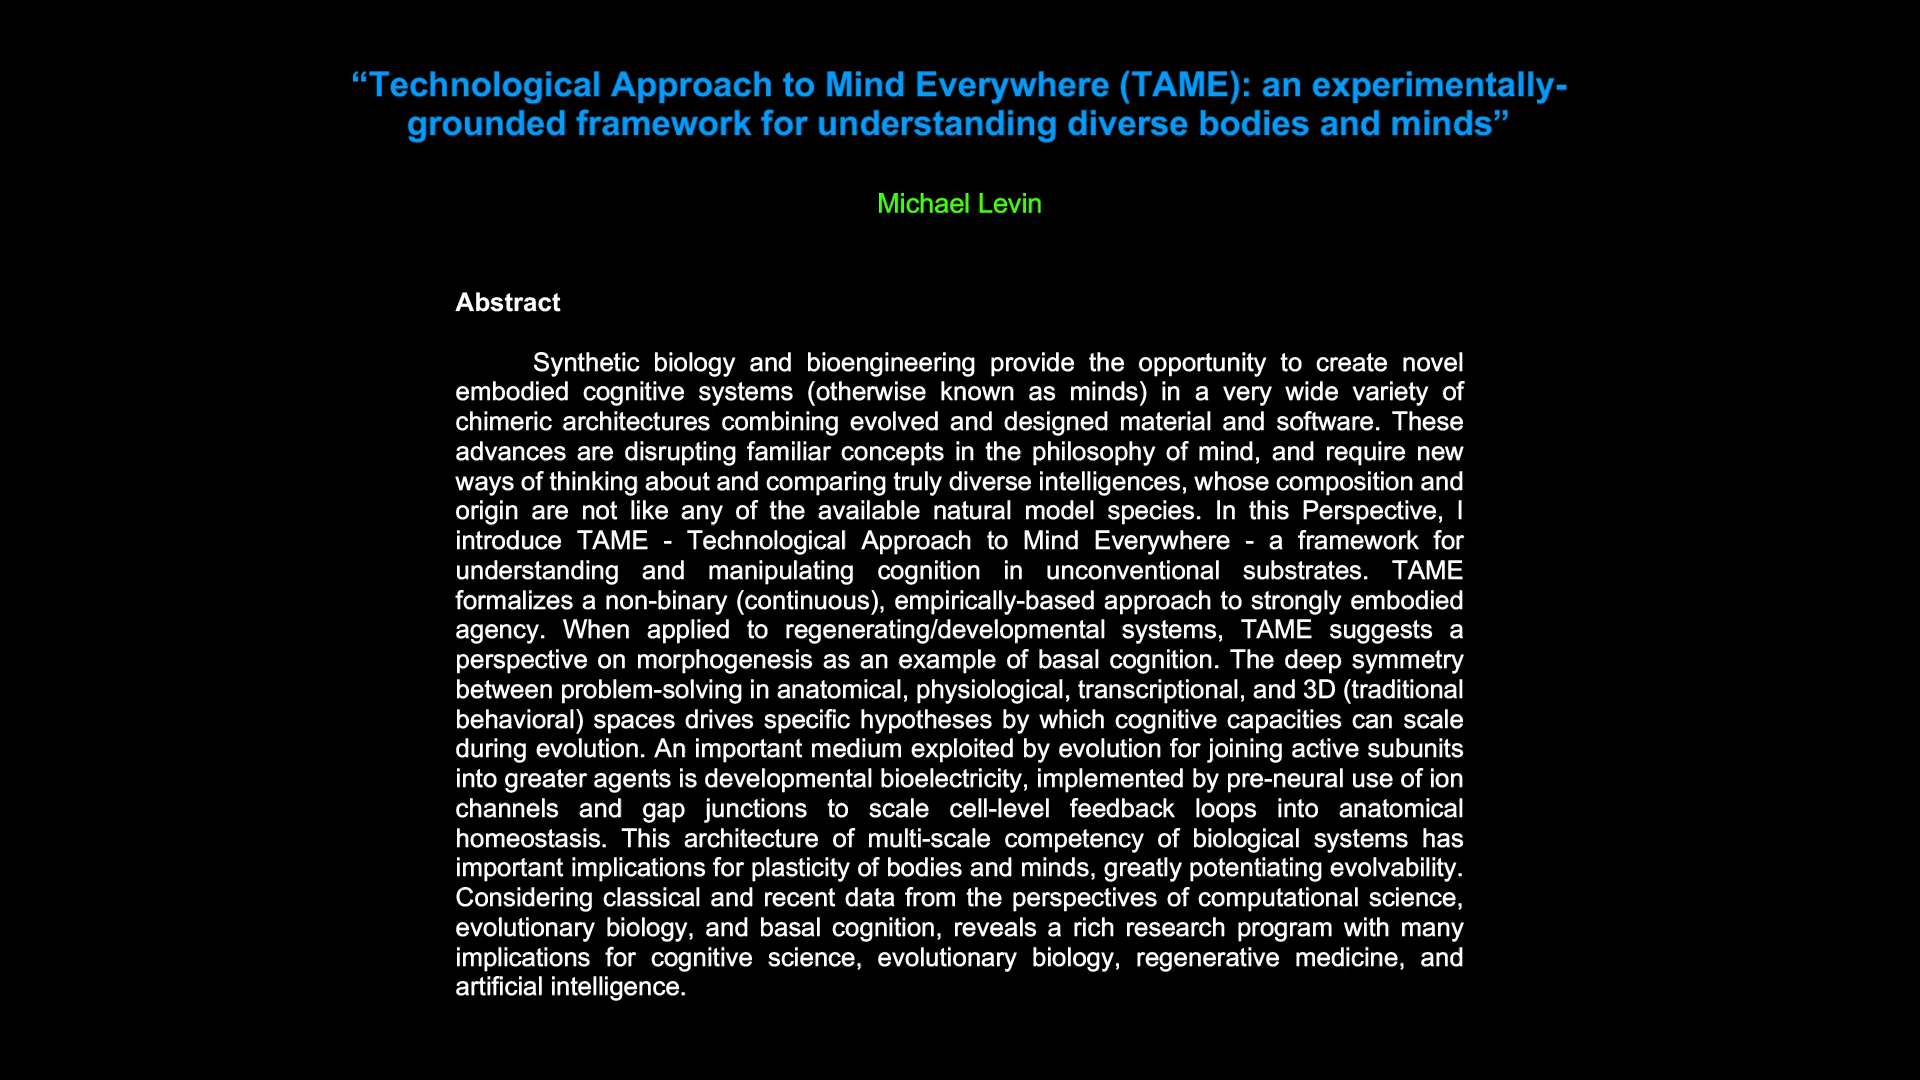 “Technological Approach to Mind Everywhere (TAME): an experimentally-
grounded framework for understanding diverse bodies and minds”
Michael Levin
Abstract
Synthetic biology and bioengineering provide the opportunity to create novel
embodied cognitive systems (otherwise known as minds) in a very wide variety of
chimeric architectures combining evolved and designed material and software. These
advances are disrupting familiar concepts in the philosophy of mind, and require new
ways of thinking about and comparing truly diverse intelligences, whose composition and
origin are not like any of the available natural model species. In this Perspective, I
introduce TAME - Technological Approach to Mind Everywhere - a framework for
understanding and manipulating cognition in unconventional substrates. TAME
formalizes a non-binary (continuous), empirically-based approach to strongly embodied
agency. When applied to regenerating/developmental systems, TAME suggests a
perspective on morphogenesis as an example of basal cognition. The deep symmetry
between problem-solving in anatomical, physiological, transcriptional, and 3D (traditional
behavioral) spaces drives specific hypotheses by which cognitive capacities can scale
during evolution. An important medium exploited by evolution for joining active subunits
into greater agents is developmental bioelectricity, implemented by pre-neural use of ion
channels and gap junctions to scale cell-level feedback loops into anatomical
homeostasis. This architecture of multi-scale competency of biological systems has
important implications for plasticity of bodies and minds, greatly potentiating evolvability.
Considering classical and recent data from the perspectives of computational science,
evolutionary biology, and basal cognition, reveals a rich research program with many
implications for cognitive science, evolutionary biology, regenerative medicine, and
artificial intelligence.